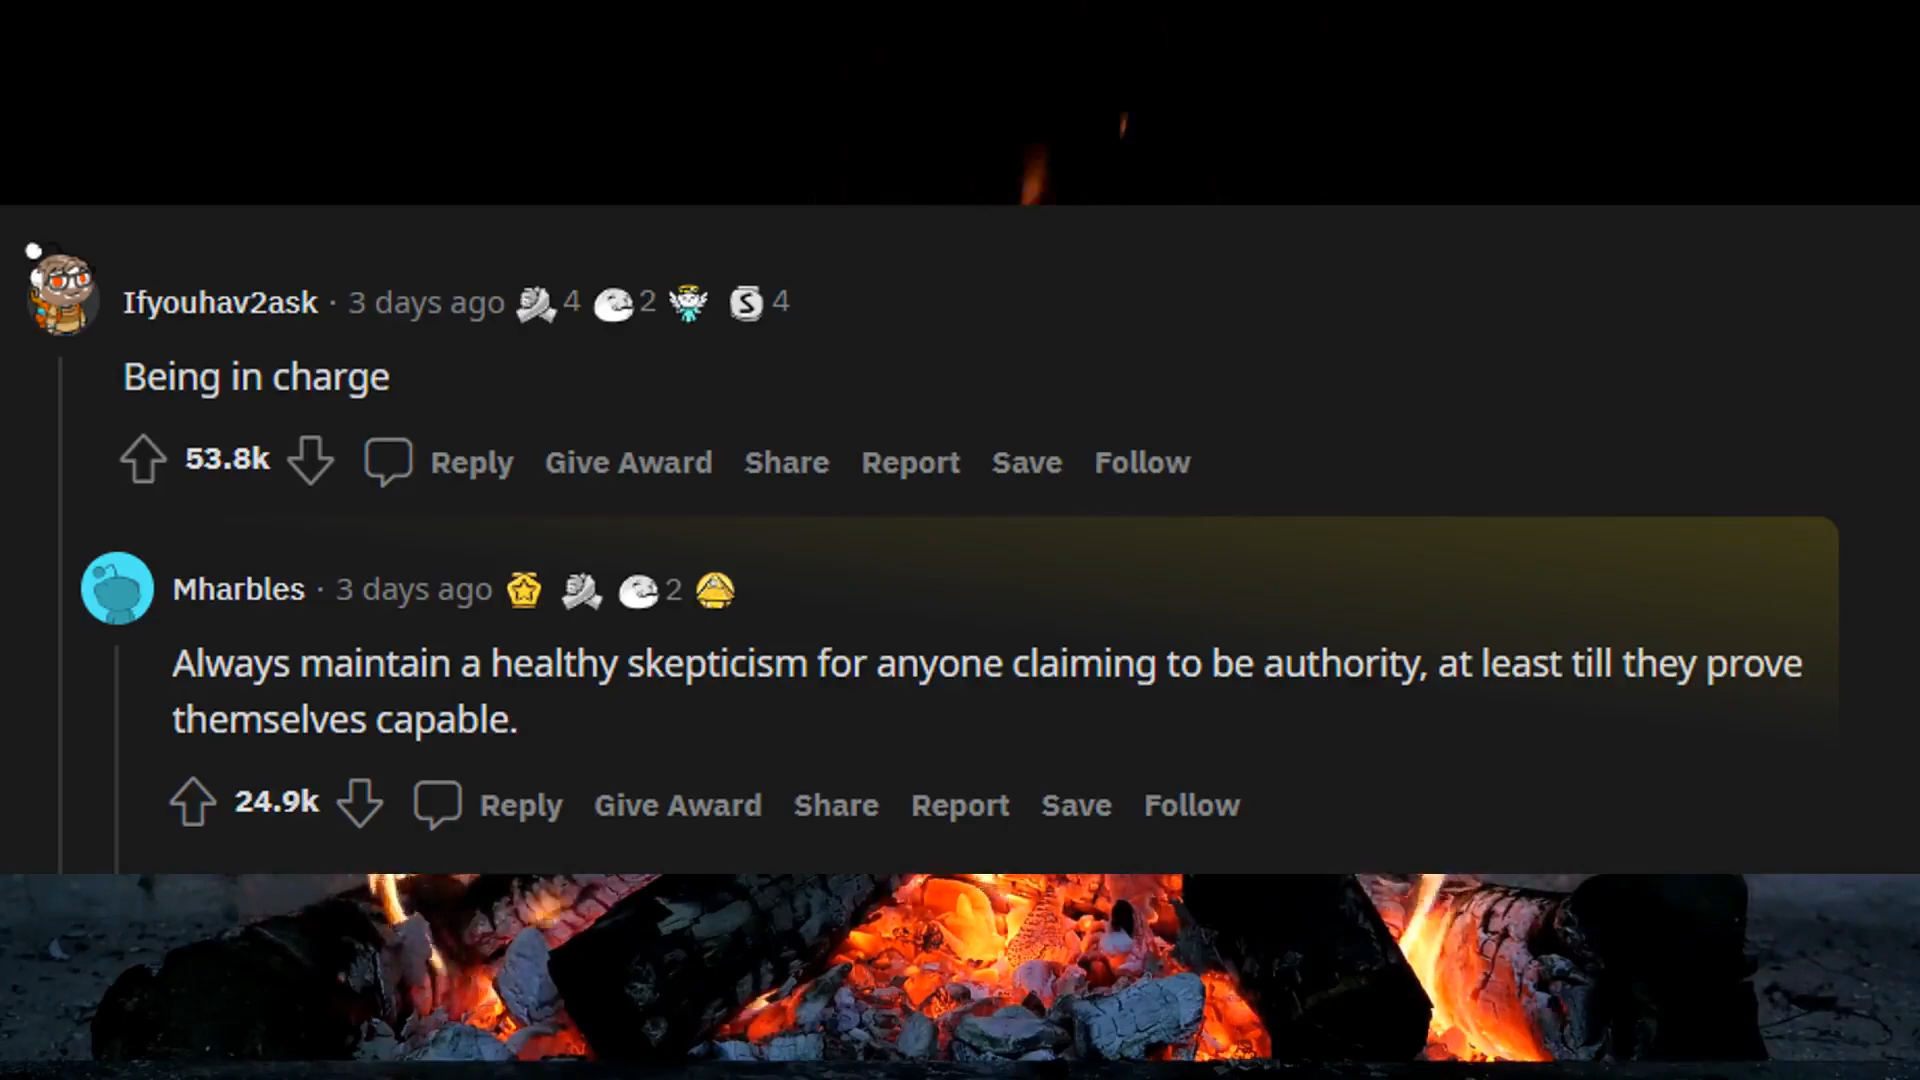 Ifyouhav2ask · 3 days ago 4 2 S 4
Being in charge
53.8k Reply Give Award Share Report Save Follow
Mharbles · 3 days ago 2
Always maintain a healthy skepticism for anyone claiming to be authority, at least till they prove
themselves capable.
24.9k Reply Give Award Share Report Save Follow